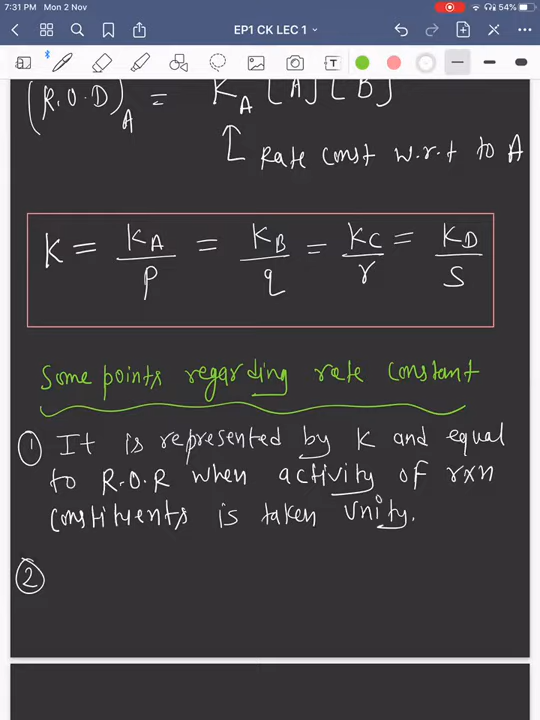 7:31 PM Mon 2 Nov
54%
EP1 CK LEC 1
T
(R.O.D)A = KA [A] [B]
Rate const w.r.t to A
K = KA/p = KB/q = KC/r = KD/s
Some points regarding rate constant
① It is represented by K and equal
to R.O.R when activity of rxn
constituents is taken unity.
②